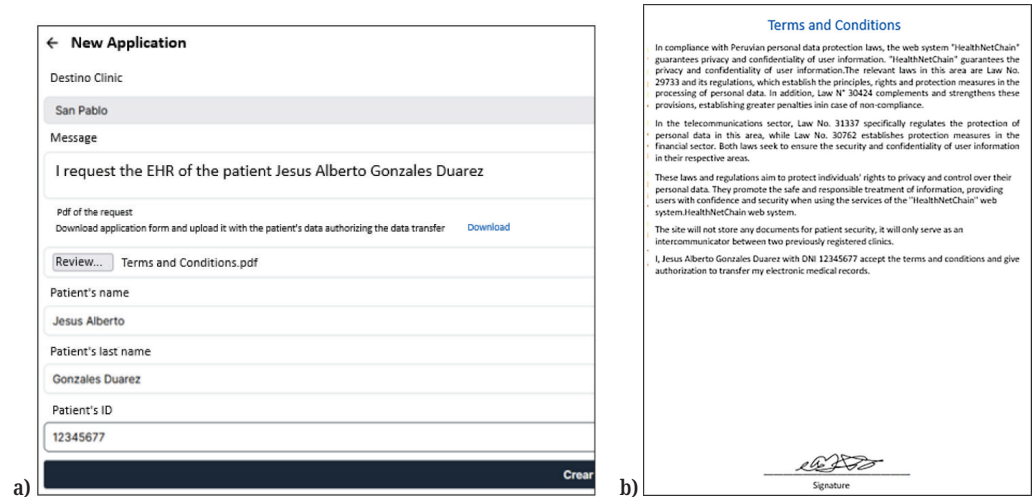 ← New Application
Destino Clinic
San Pablo
Message
I request the EHR of the patient Jesus Alberto Gonzales Duarez
Pdf of the request
Download application form and upload it with the patient's data authorizing the data transfer Download
Review... Terms and Conditions.pdf
Patient's name
Jesus Alberto
Patient's last name
Gonzales Duarez
Patient's ID
12345677
Crear
a)
Terms and Conditions
In compliance with Peruvian personal data protection laws, the web system "HealthNetChain"
guarantees privacy and confidentiality of user information. "HealthNetChain" guarantees the
privacy and confidentiality of user information.The relevant laws in this area are Law No.
29733 and its regulations, which establish the principles, rights and protection measures in the
processing of personal data. In addition, Law N° 30424 complements and strengthens these
provisions, establishing greater penalties inin case of non-compliance.
In the telecommunications sector, Law No. 31337 specifically regulates the protection of
personal data in this area, while Law No. 30762 establishes protection measures in the
financial sector. Both laws seek to ensure the security and confidentiality of user information
in their respective areas.
These laws and regulations aim to protect individuals' rights to privacy and control over their
personal data. They promote the safe and responsible treatment of information, providing
users with confidence and security when using the services of the "HealthNetChain" web
system.HealthNetChain web system.
The site will not store any documents for patient security, it will only serve as an
intercommunicator between two previously registered clinics.
I, Jesus Alberto Gonzales Duarez with DNI 12345677 accept the terms and conditions and give
authorization to transfer my electronic medical records.
Signature
b)